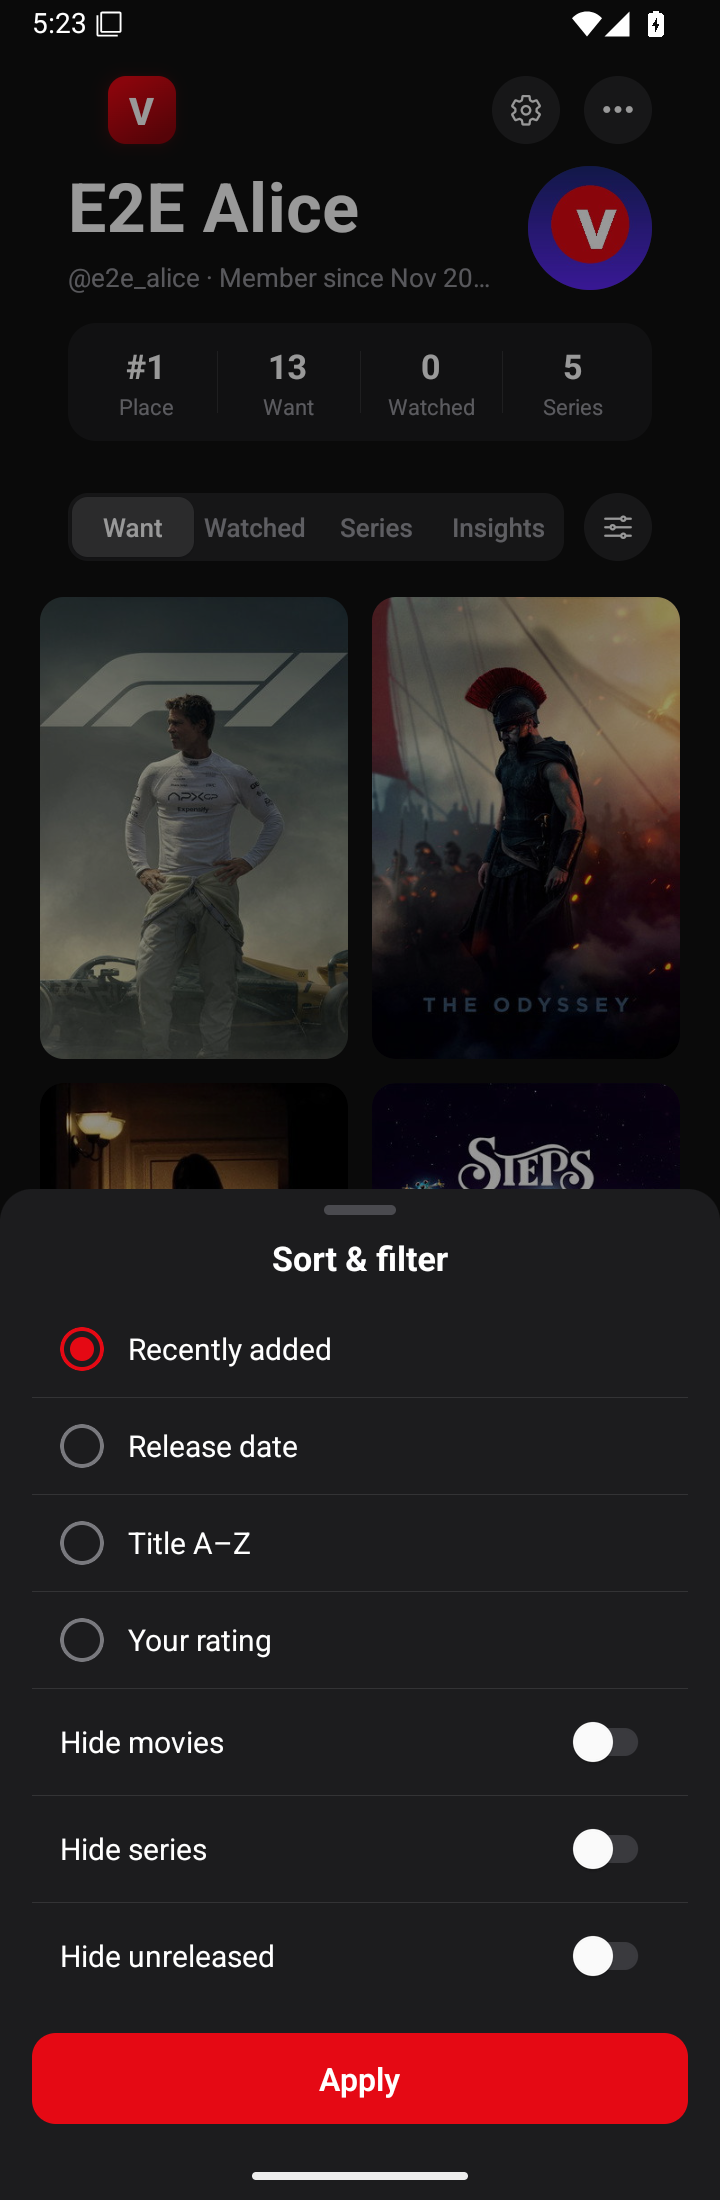 5:23
V
E2E Alice
V
@e2e_alice · Member since Nov 20...
#1
13
0
5
Place
Want
Watched
Series
Want
Watched
Series
Insights
APXGP
Expensify
THE ODYSSEY
STEPS
Sort & filter
Recently added
Release date
Title A–Z
Your rating
Hide movies
Hide series
Hide unreleased
Apply